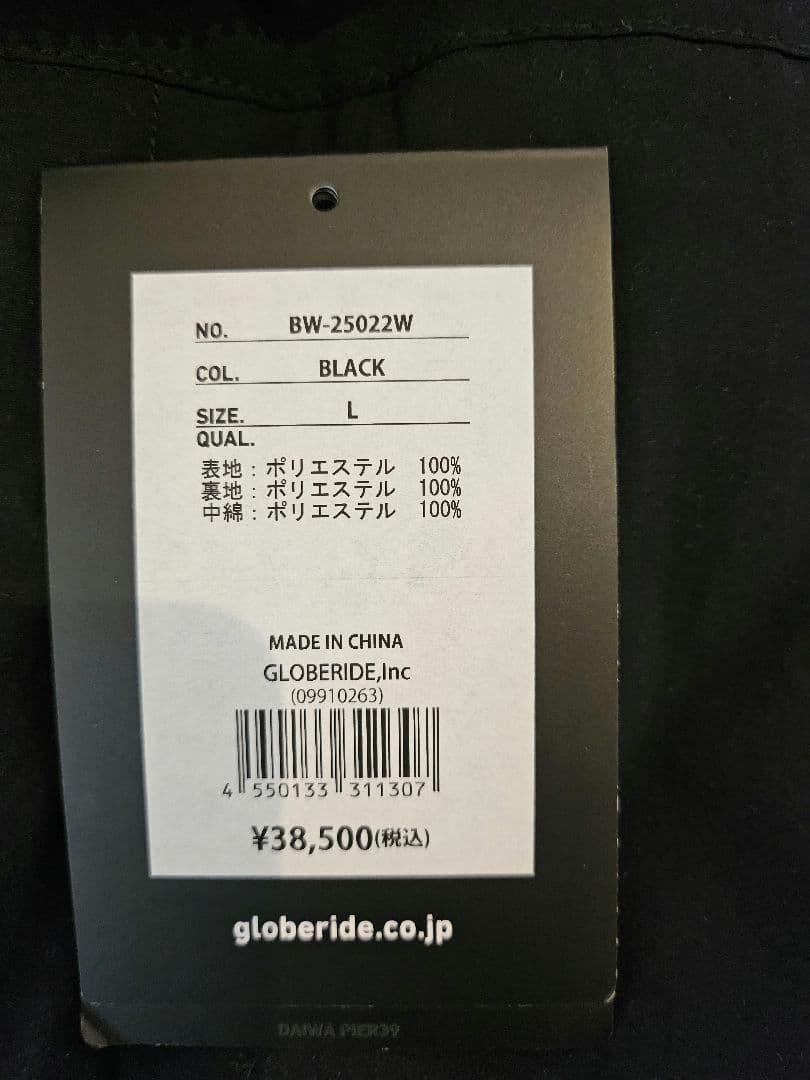 NO. BW-25022W
COL. BLACK
SIZE. L
QUAL.
表地：ポリエステル 100%
裏地：ポリエステル 100%
中綿：ポリエステル 100%
MADE IN CHINA
GLOBERIDE,Inc
(09910263)
4 550133 311307
¥38,500(税込)
globeride.co.jp
DAIWA PIER39